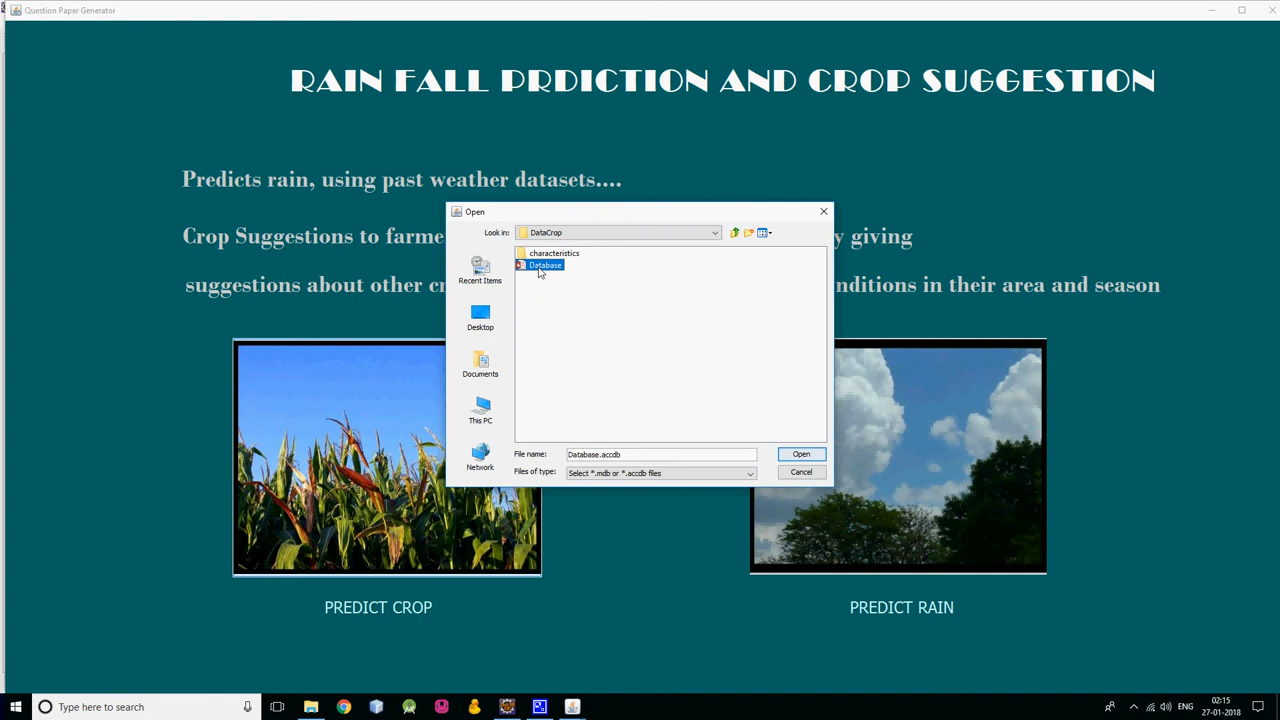 Question Paper Generator
RAIN FALL PRDICTION AND CROP SUGGESTION
Predicts rain, using past weather datasets....
Crop Suggestions to farme
y giving
suggestions about other cr
nditions in their area and season
Open
Look in:
DataCrop
characteristics
Database
Recent Items
Desktop
Documents
This PC
Network
File name:
Database.accdb
Open
Files of type:
Select *.mdb or *.accdb files
Cancel
PREDICT CROP
PREDICT RAIN
Type here to search
ENG
02:15
27-01-2018